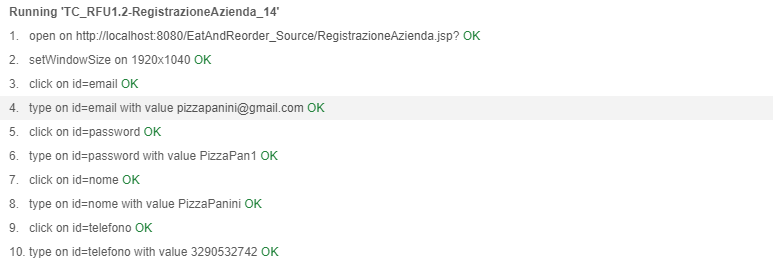 Running 'TC_RFU1.2-RegistrazioneAzienda_14'
1. open on http://localhost:8080/EatAndReorder_Source/RegistrazioneAzienda.jsp? OK
2. setWindowSize on 1920x1040 OK
3. click on id=email OK
4. type on id=email with value pizzapanini@gmail.com OK
5. click on id=password OK
6. type on id=password with value PizzaPan1 OK
7. click on id=nome OK
8. type on id=nome with value PizzaPanini OK
9. click on id=telefono OK
10. type on id=telefono with value 3290532742 OK